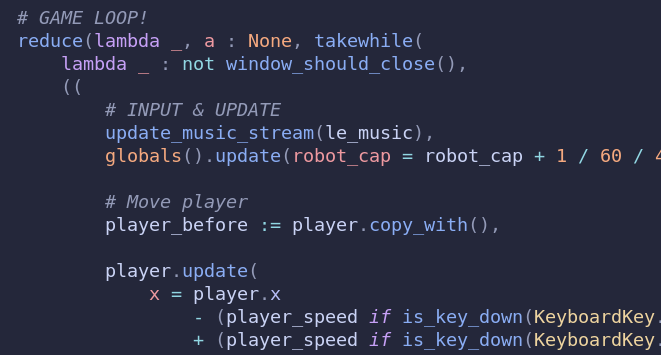 # GAME LOOP!
reduce(lambda _, a : None, takewhile(
lambda _ : not window_should_close(),
((
# INPUT & UPDATE
update_music_stream(le_music),
globals().update(robot_cap = robot_cap + 1 / 60 / 4
# Move player
player_before := player.copy_with(),
player.update(
x = player.x
- (player_speed if is_key_down(KeyboardKey.
+ (player_speed if is_key_down(KeyboardKey.